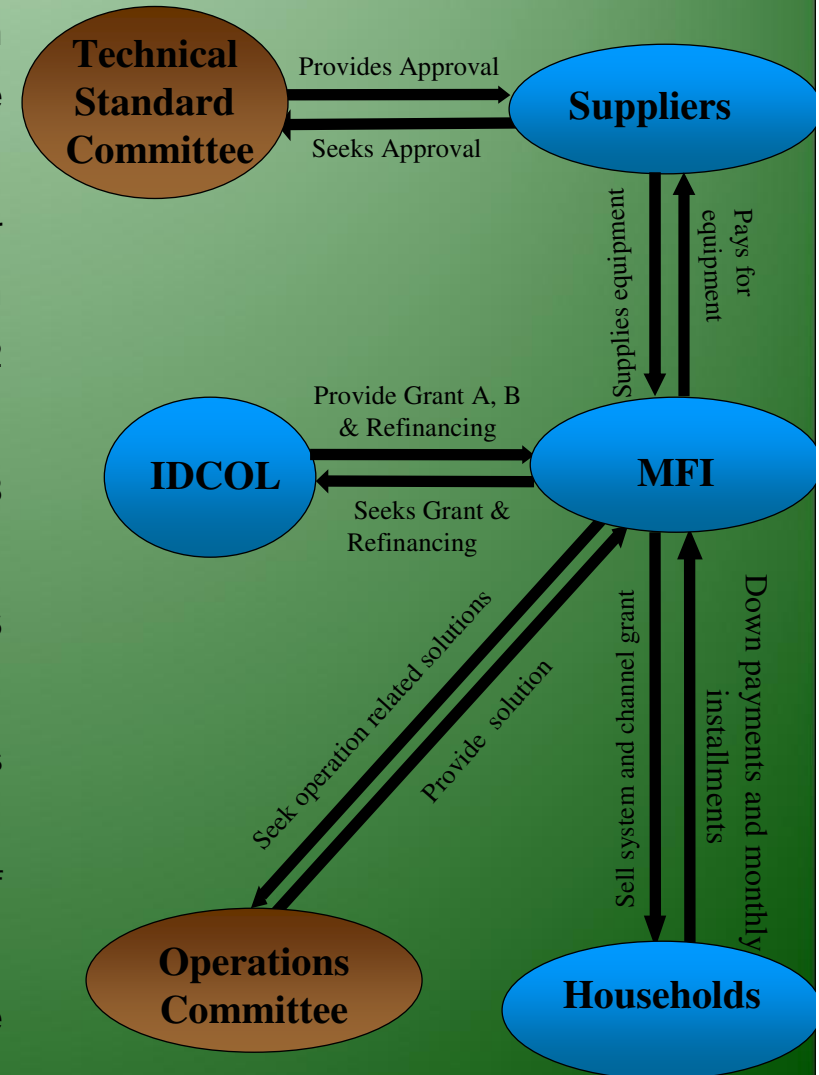 Technical
Standard
Committee
Provides Approval
Seeks Approval
Suppliers
Supplies equipment
Pays for
equipment
Provide Grant A, B
& Refinancing
IDCOL
MFI
Seeks Grant &
Refinancing
Seek operation related solutions
Provide solution
Sell system and channel grant
Down payments and monthly
installments
Operations
Committee
Households